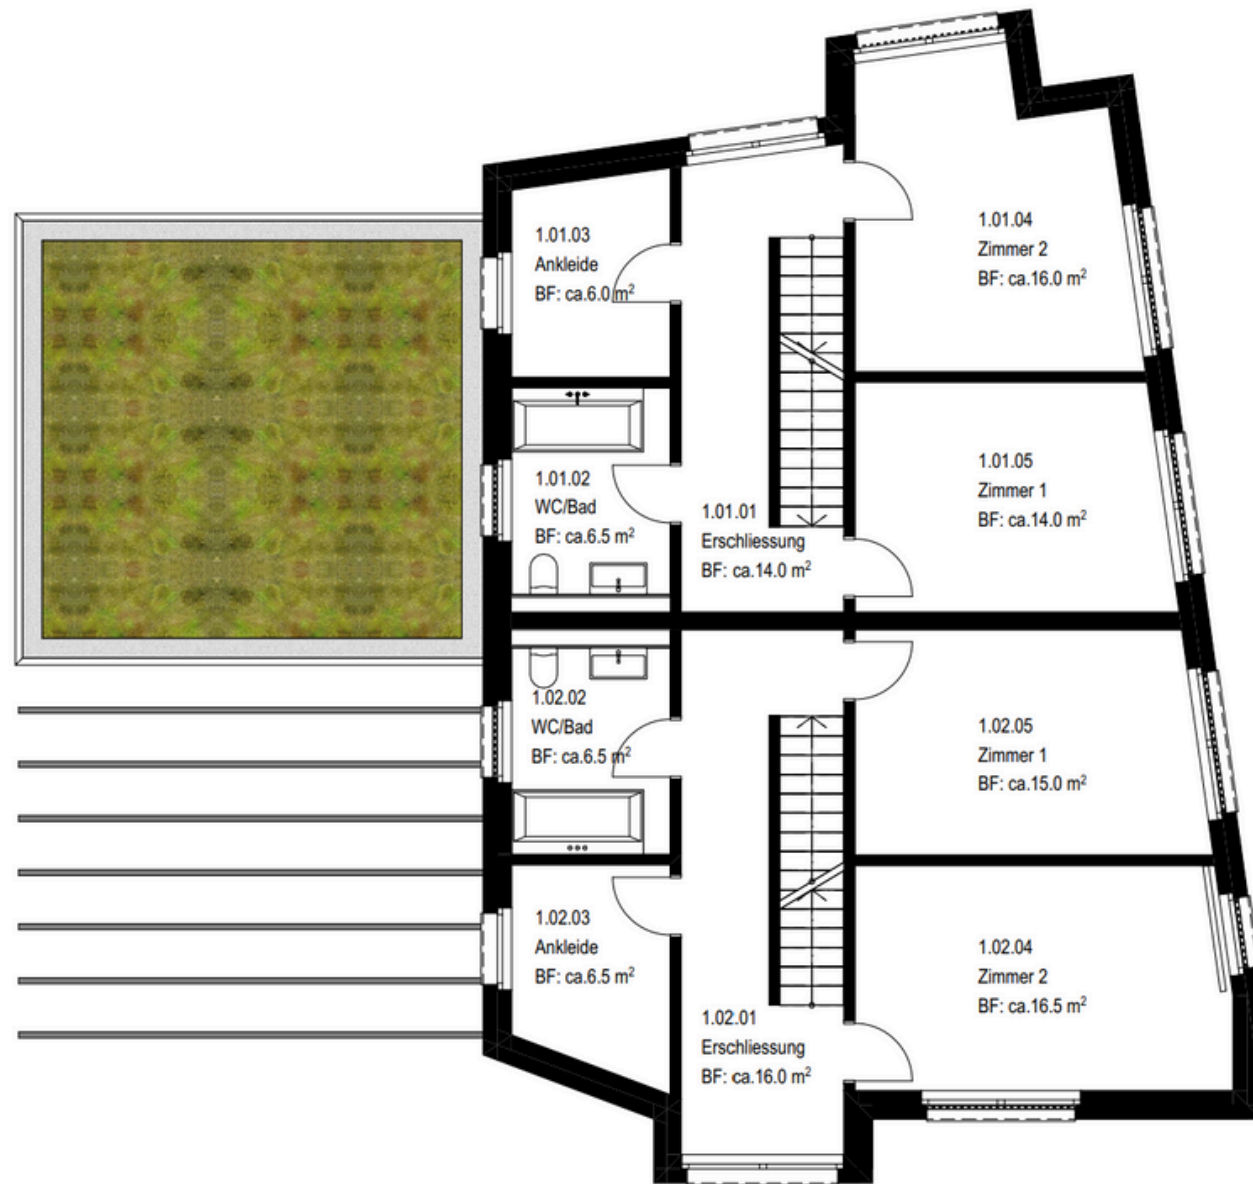 1.01.03
Ankleide
BF: ca.6.0 m²
1.01.04
Zimmer 2
BF: ca.16.0 m²
1.01.02
WC/Bad
BF: ca.6.5 m²
1.01.01
Erschliessung
BF: ca.14.0 m²
1.01.05
Zimmer 1
BF: ca.14.0 m²
1.02.02
WC/Bad
BF: ca.6.5 m²
1.02.05
Zimmer 1
BF: ca.15.0 m²
1.02.03
Ankleide
BF: ca.6.5 m²
1.02.01
Erschliessung
BF: ca.16.0 m²
1.02.04
Zimmer 2
BF: ca.16.5 m²